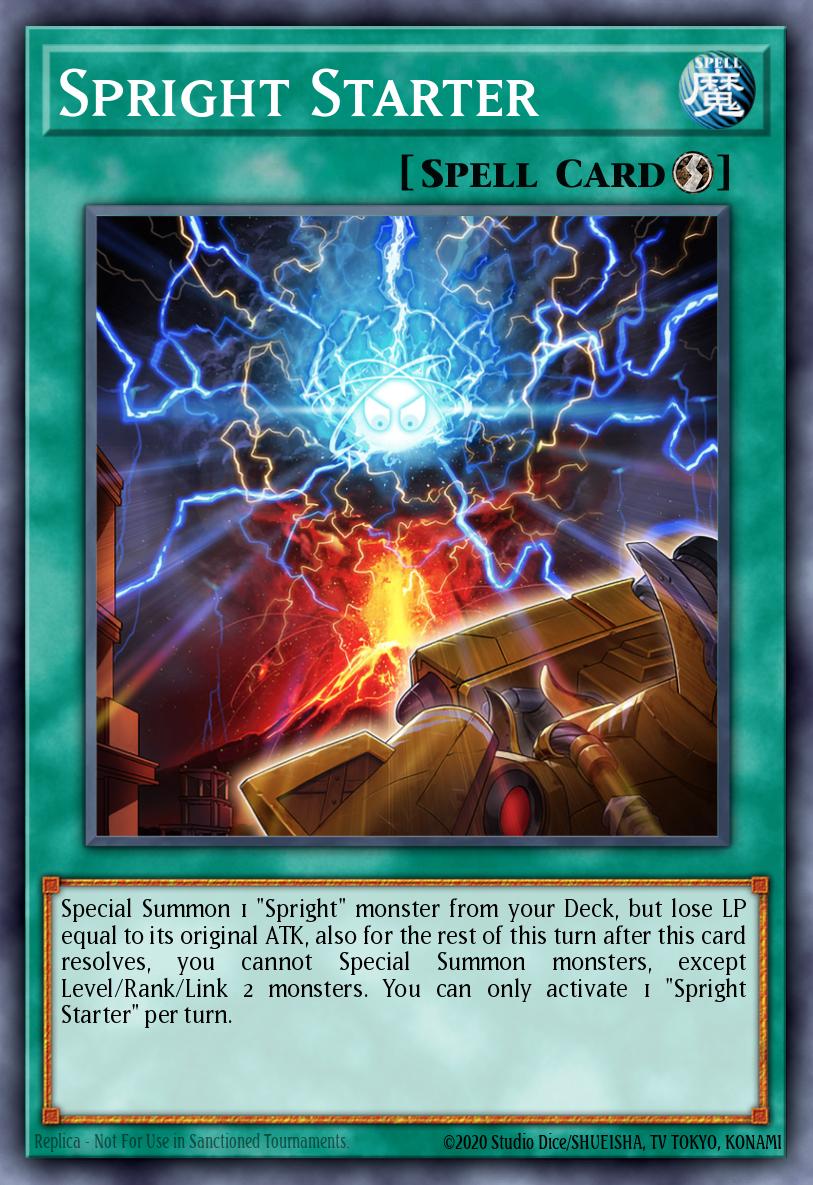 Spright Starter
SPELL
魔
[Spell Card]
Special Summon 1 "Spright" monster from your Deck, but lose LP
equal to its original ATK, also for the rest of this turn after this card
resolves, you cannot Special Summon monsters, except
Level/Rank/Link 2 monsters. You can only activate 1 "Spright
Starter" per turn.
Replica - Not For Use in Sanctioned Tournaments.
©2020 Studio Dice/SHUEISHA, TV TOKYO, KONAMI